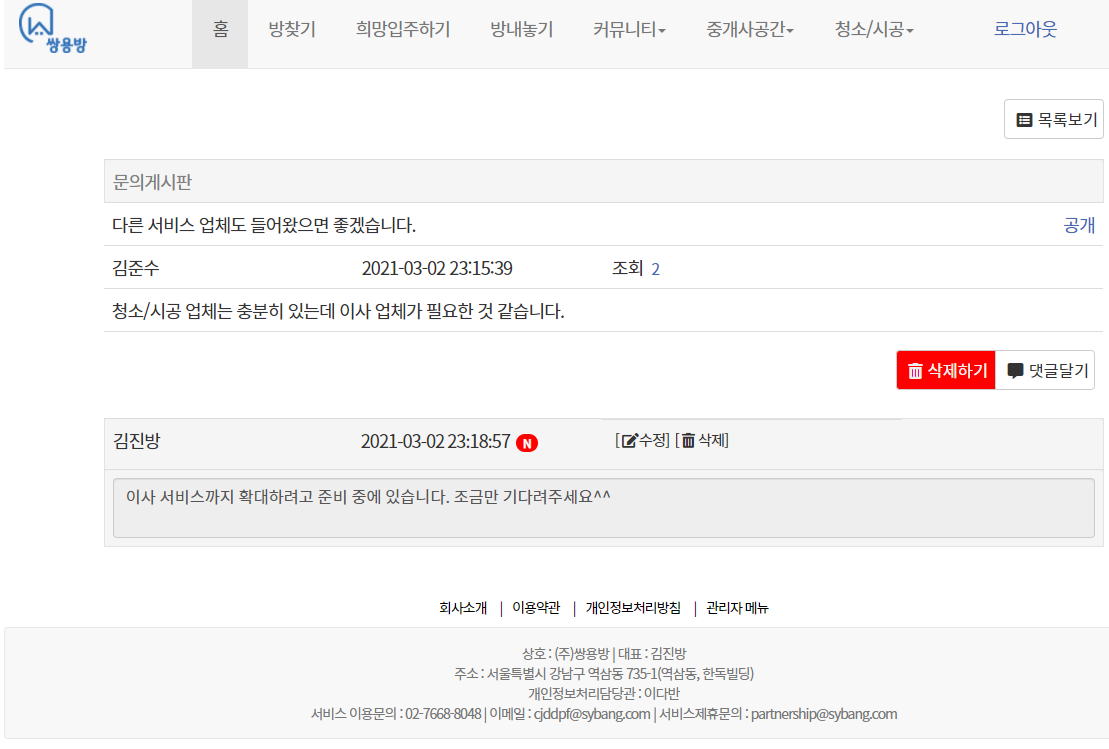 쌍용방
홈 방찾기 희망입주하기 방내놓기 커뮤니티 중개사공간 청소/시공 로그아웃
목록보기
문의게시판
다른 서비스 업체도 들어왔으면 좋겠습니다. 공개
김준수 2021-03-02 23:15:39 조회 2
청소/시공 업체는 충분히 있는데 이사 업체가 필요한 것 같습니다.
삭제하기 댓글달기
김진방 2021-03-02 23:18:57 N [수정] [삭제]
이사 서비스까지 확대하려고 준비 중에 있습니다. 조금만 기다려주세요^^
회사소개 | 이용약관 | 개인정보처리방침 | 관리자 메뉴
상호 : (주)쌍용방 | 대표 : 김진방
주소 : 서울특별시 강남구 역삼동 735-1(역삼동, 한독빌딩)
개인정보처리담당관 : 이다반
서비스 이용문의 : 02-7668-8048 | 이메일 : cjddpf@sybang.com | 서비스제휴문의 : partnership@sybang.com